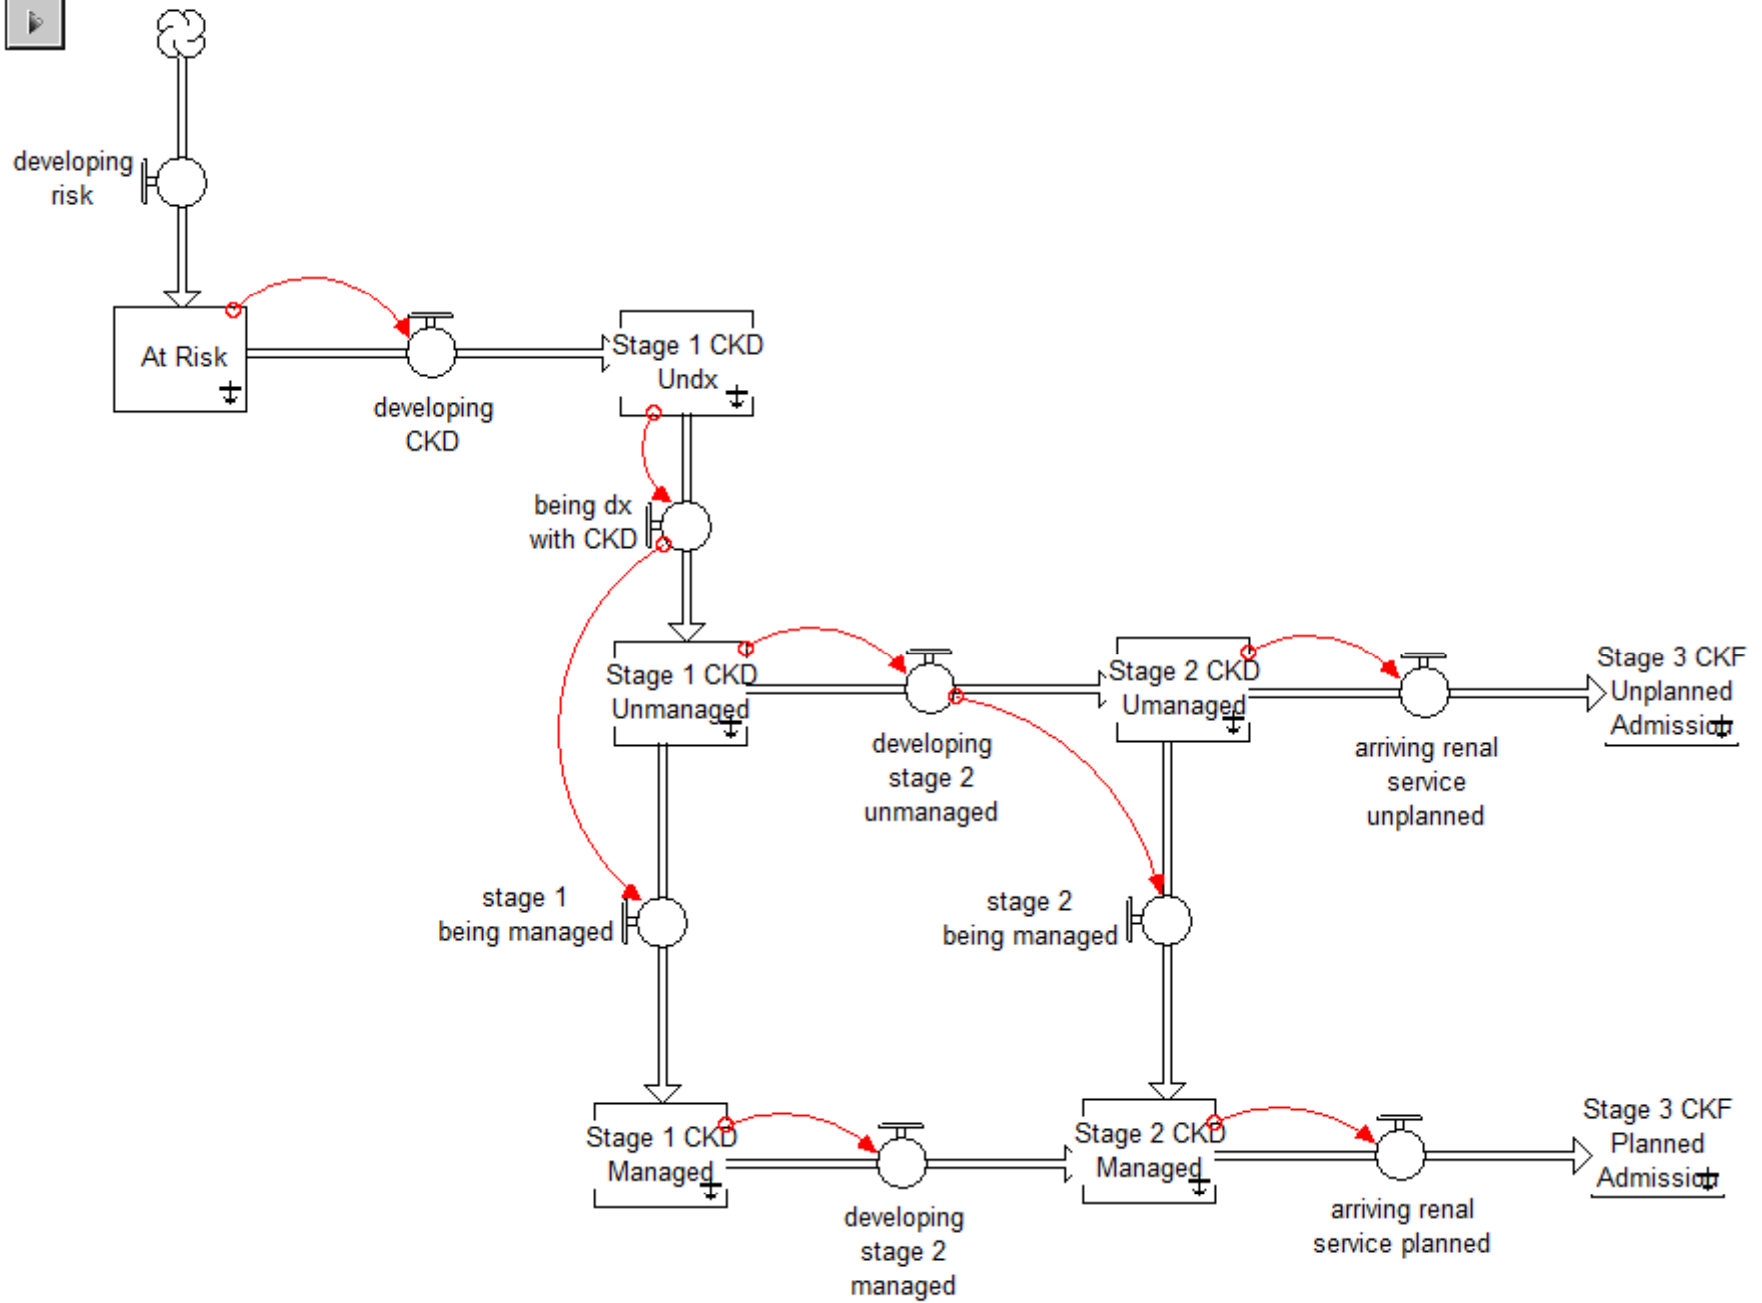 developing
risk
At Risk
developing
CKD
Stage 1 CKD
Undx
being dx
with CKD
Stage 1 CKD
Unmanaged
developing
stage 2
unmanaged
Stage 2 CKD
Umanaged
arriving renal
service
unplanned
Stage 3 CKF
Unplanned
Admission
stage 1
being managed
stage 2
being managed
Stage 1 CKD
Managed
developing
stage 2
managed
Stage 2 CKD
Managed
arriving renal
service planned
Stage 3 CKF
Planned
Admission